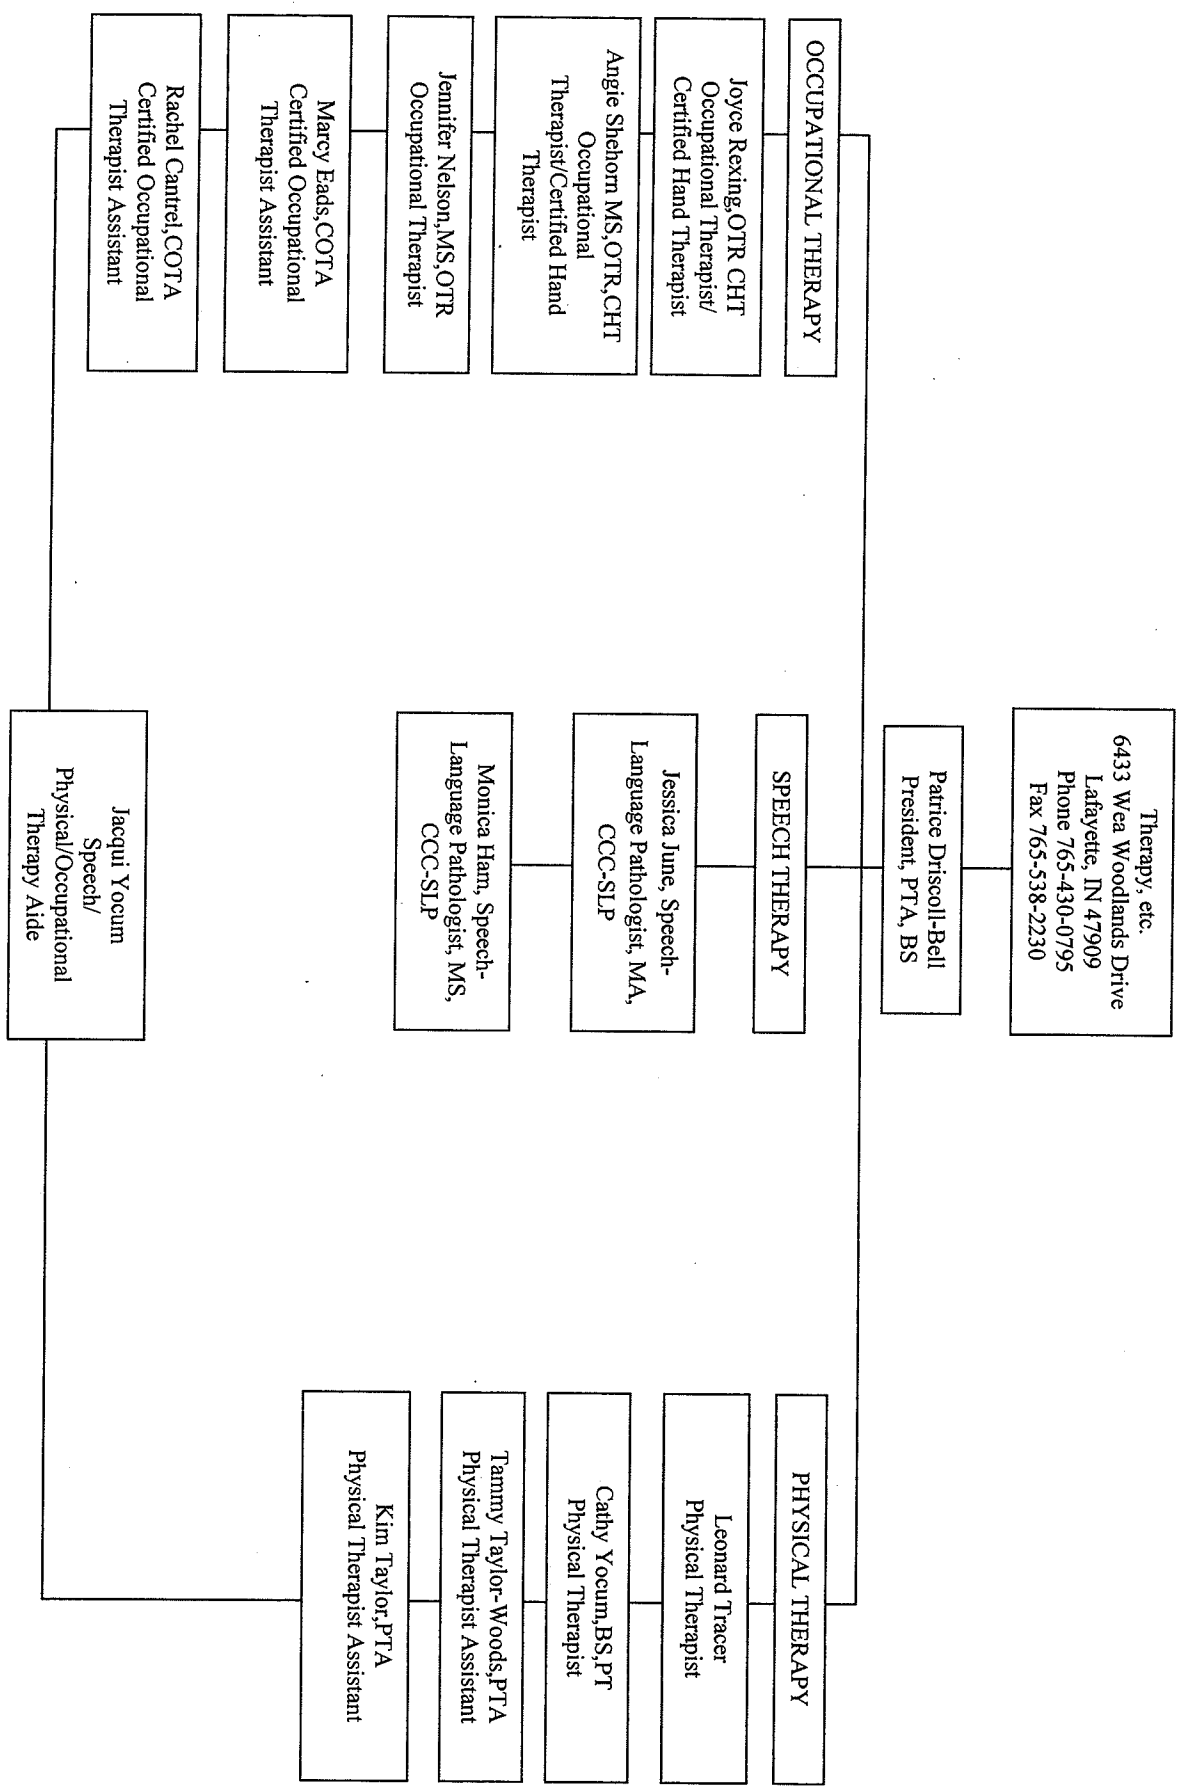 Therapy, etc.
6433 Wea Woodlands Drive
Lafayette, IN 47909
Phone 765-430-0795
Fax 765-538-2230
Patrice Driscoll-Bell
President, PTA, BS
OCCUPATIONAL THERAPY
Joyce Rexing,OTR CHT
Occupational Therapist/
Certified Hand Therapist
Angie Shehorn MS,OTR,CHT
Occupational
Therapist/Certified Hand
Therapist
Jennifer Nelson,MS,OTR
Occupational Therapist
Marcy Eads,COTA
Certified Occupational
Therapist Assistant
Rachel Cantrel,COTA
Certified Occupational
Therapist Assistant
SPEECH THERAPY
Jessica June, Speech-
Language Pathologist, MA,
CCC-SLP
Monica Ham, Speech-
Language Pathologist, MS,
CCC-SLP
PHYSICAL THERAPY
Leonard Tracer
Physical Therapist
Cathy Yocum,BS,PT
Physical Therapist
Tammy Taylor-Woods,PTA
Physical Therapist Assistant
Kim Taylor,PTA
Physical Therapist Assistant
Jacqui Yocum
Speech/
Physical/Occupational
Therapy Aide